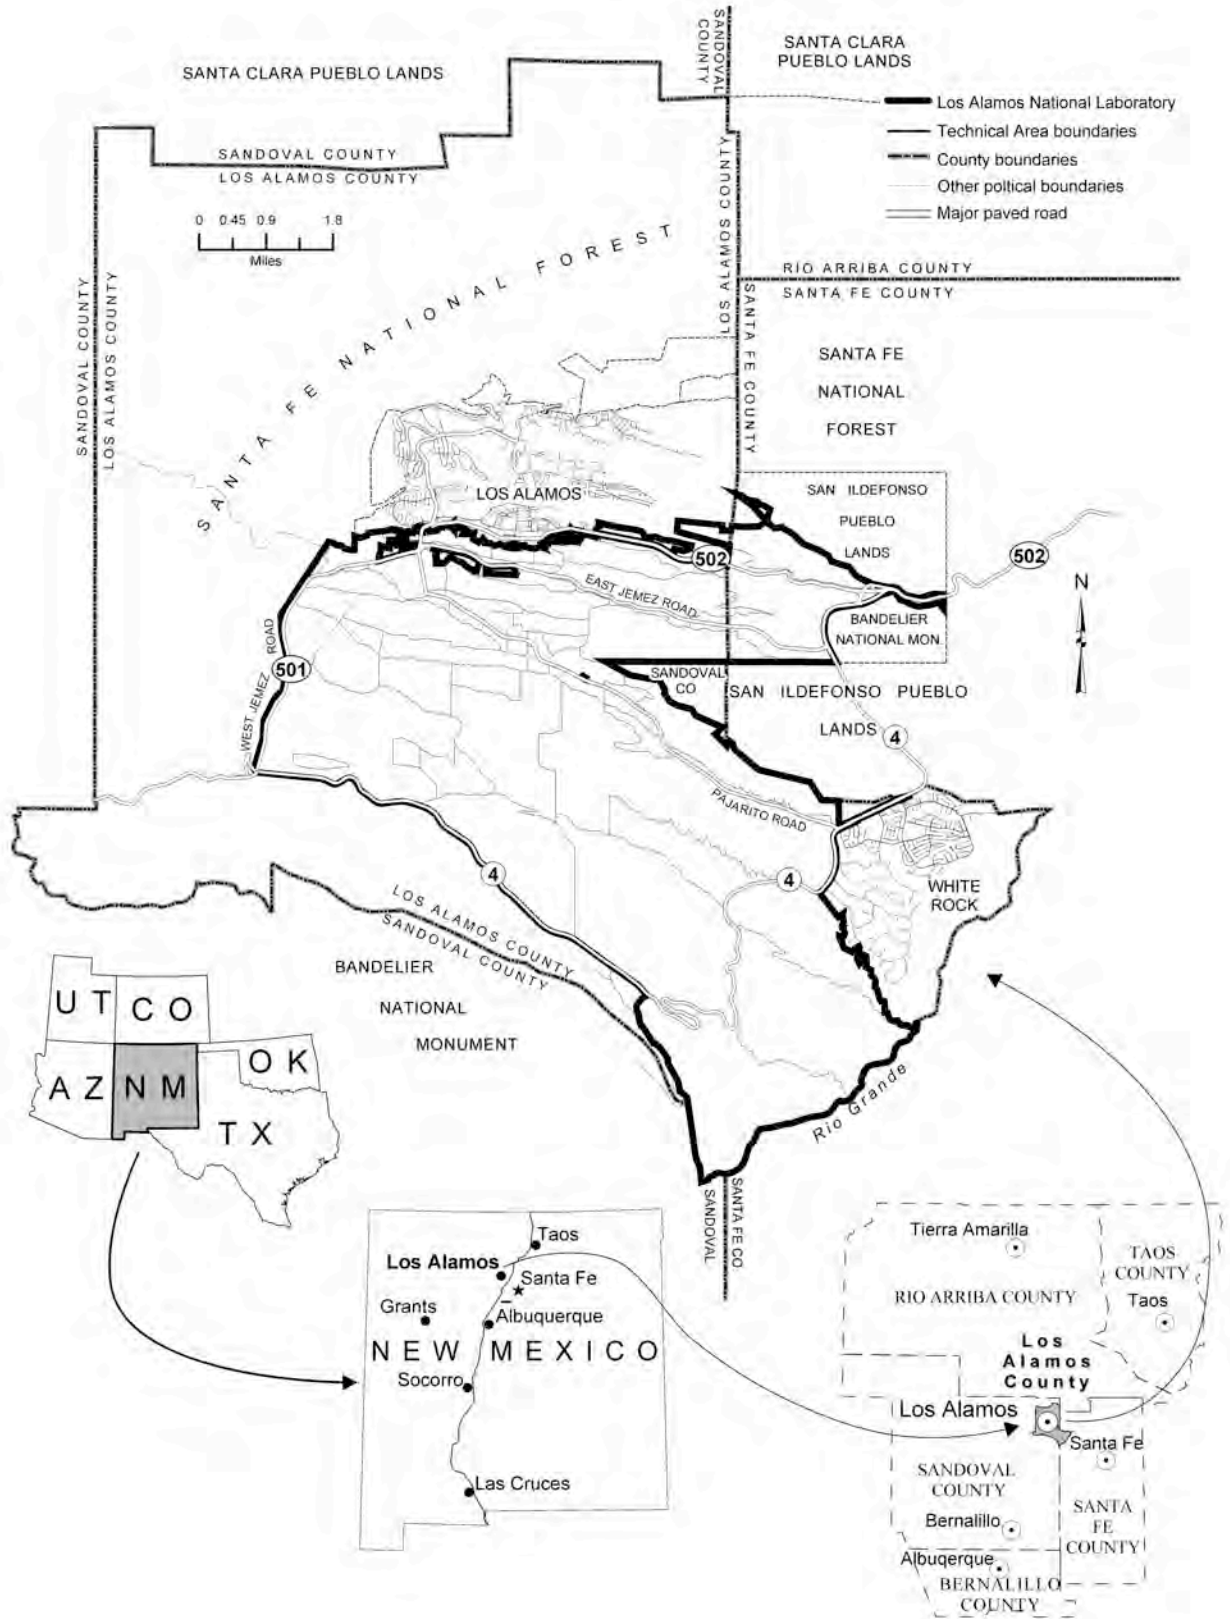 SANTA CLARA PUEBLO LANDS
SANDOVAL
COUNTY
SANTA CLARA
PUEBLO LANDS
Los Alamos National Laboratory
Technical Area boundaries
County boundaries
Other poltical boundaries
Major paved road
SANDOVAL COUNTY
LOS ALAMOS COUNTY
0 0.45 0.9 1.8
Miles
SANTA FE NATIONAL FOREST
LOS ALAMOS COUNTY
SANTA FE COUNTY
RIO ARRIBA COUNTY
SANTA FE COUNTY
SANDOVAL COUNTY
LOS ALAMOS COUNTY
SANTA FE
NATIONAL
FOREST
LOS ALAMOS
SAN ILDEFONSO
PUEBLO
LANDS
502
502
EAST JEMEZ ROAD
BANDELIER
NATIONAL MON.
N
WEST JEMEZ ROAD
501
SANDOVAL
CO
SAN ILDEFONSO PUEBLO
LANDS
4
PAJARITO ROAD
4
4
WHITE
ROCK
LOS ALAMOS COUNTY
SANDOVAL COUNTY
BANDELIER
NATIONAL
MONUMENT
Rio Grande
SANDOVAL
SANTA FE CO
UT
CO
AZ
NM
OK
TX
Taos
Los Alamos
Santa Fe
Grants
Albuquerque
NEW MEXICO
Socorro
Las Cruces
Tierra Amarilla
TAOS
COUNTY
RIO ARRIBA COUNTY
Taos
Los
Alamos
County
Los Alamos
Santa Fe
SANDOVAL
COUNTY
SANTA
FE
COUNTY
Bernalillo
Albuqerque
BERNALILLO
COUNTY